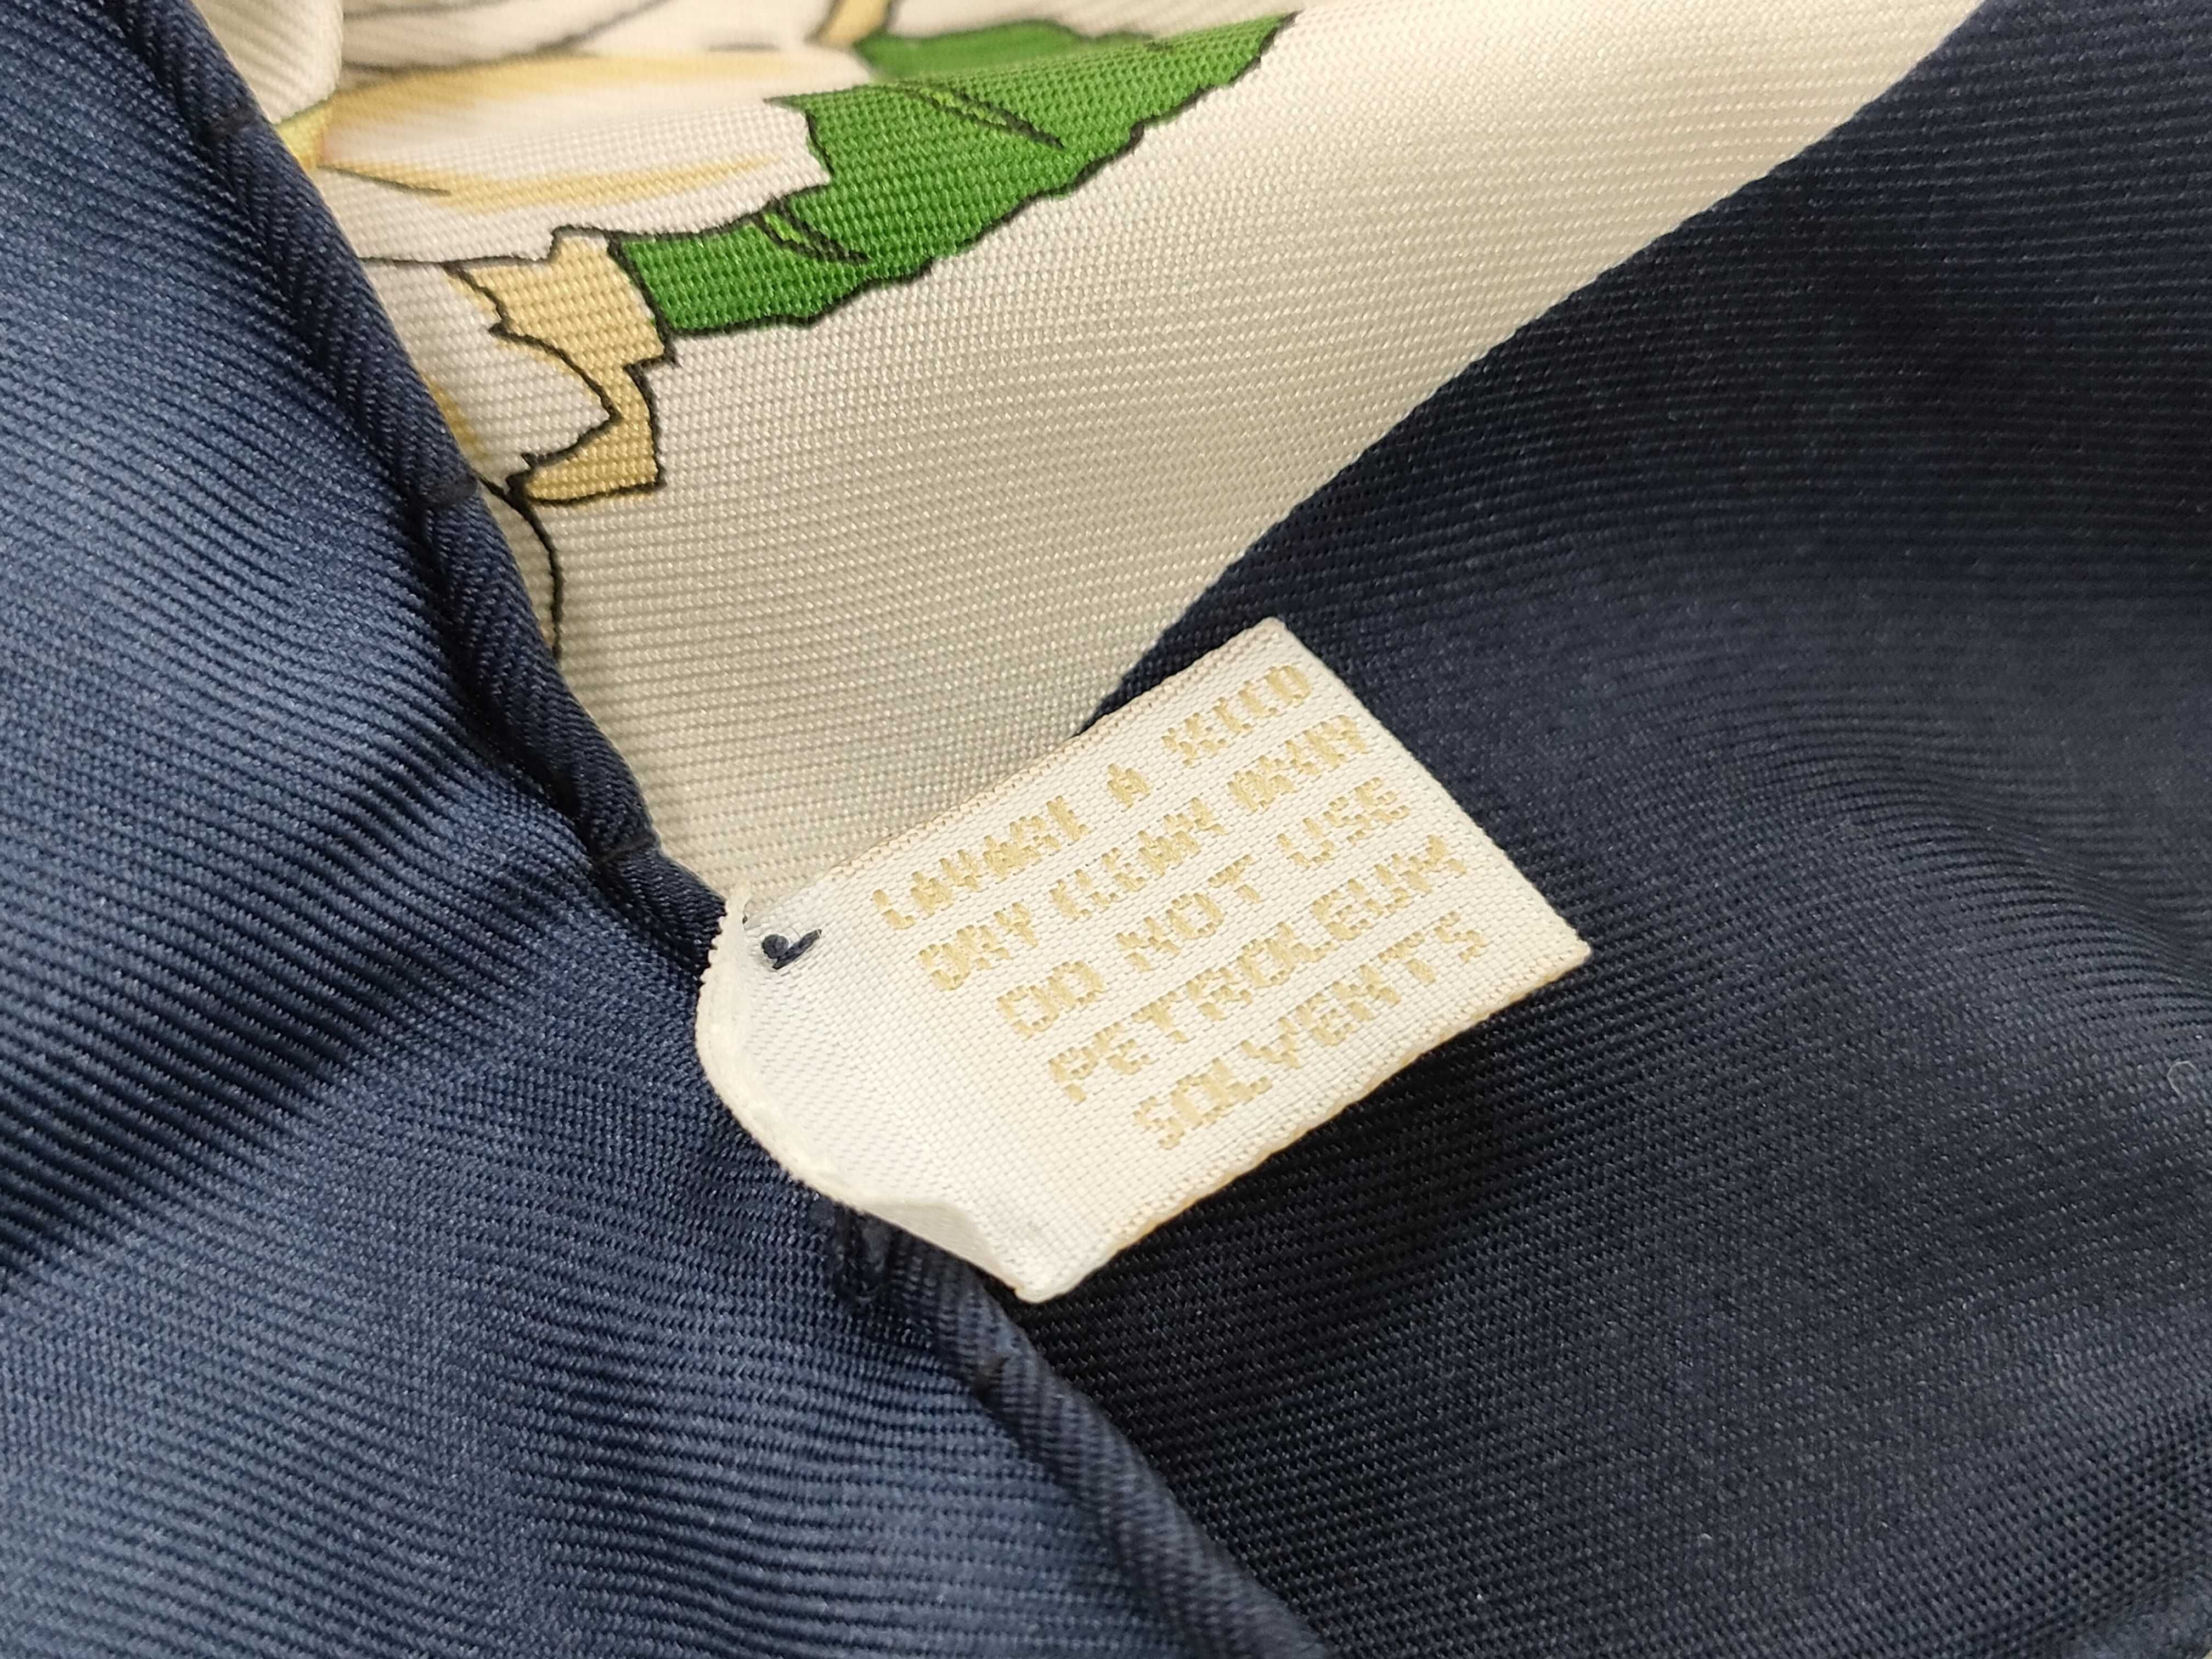 LAVARE A SECCO
DRY CLEAN ONLY
DO NOT USE
PETROLEUM
SOLVENTS